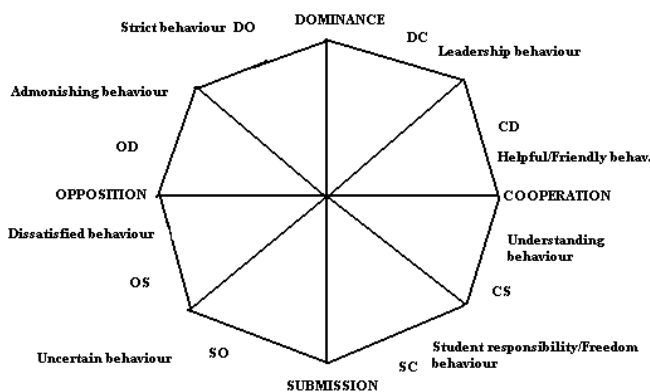 DOMINANCE
Strict behaviour DO
DC
Leadership behaviour
Admonishing behaviour
CD
OD
Helpful/Friendly behav.
OPPOSITION
COOPERATION
Dissatisfied behaviour
Understanding
behaviour
OS
CS
Uncertain behaviour
SO
SC
Student responsibility/Freedom
behaviour
SUBMISSION